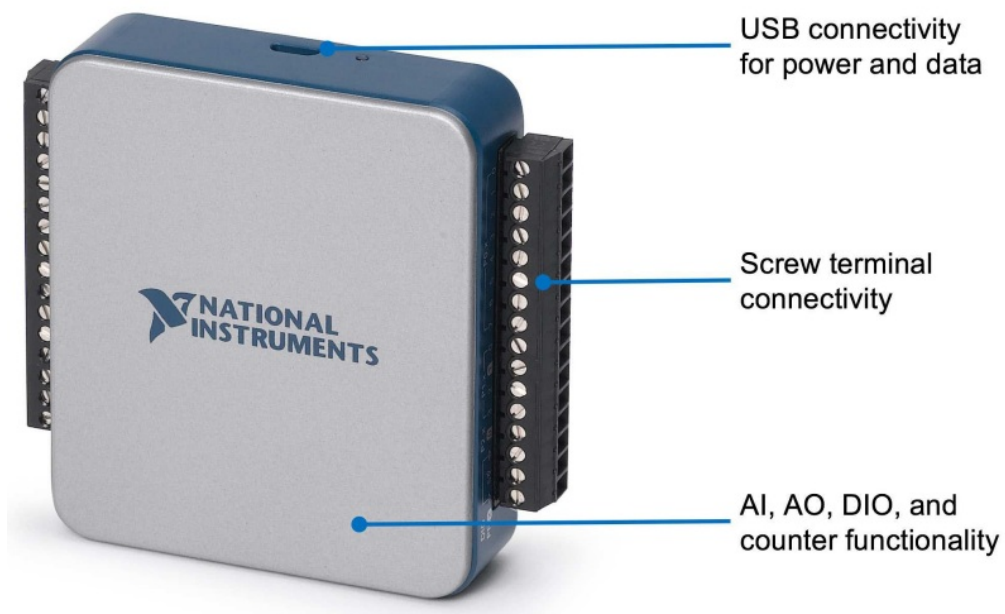 USB connectivity
for power and data
Screw terminal
connectivity
NATIONAL
INSTRUMENTS
AI, AO, DIO, and
counter functionality